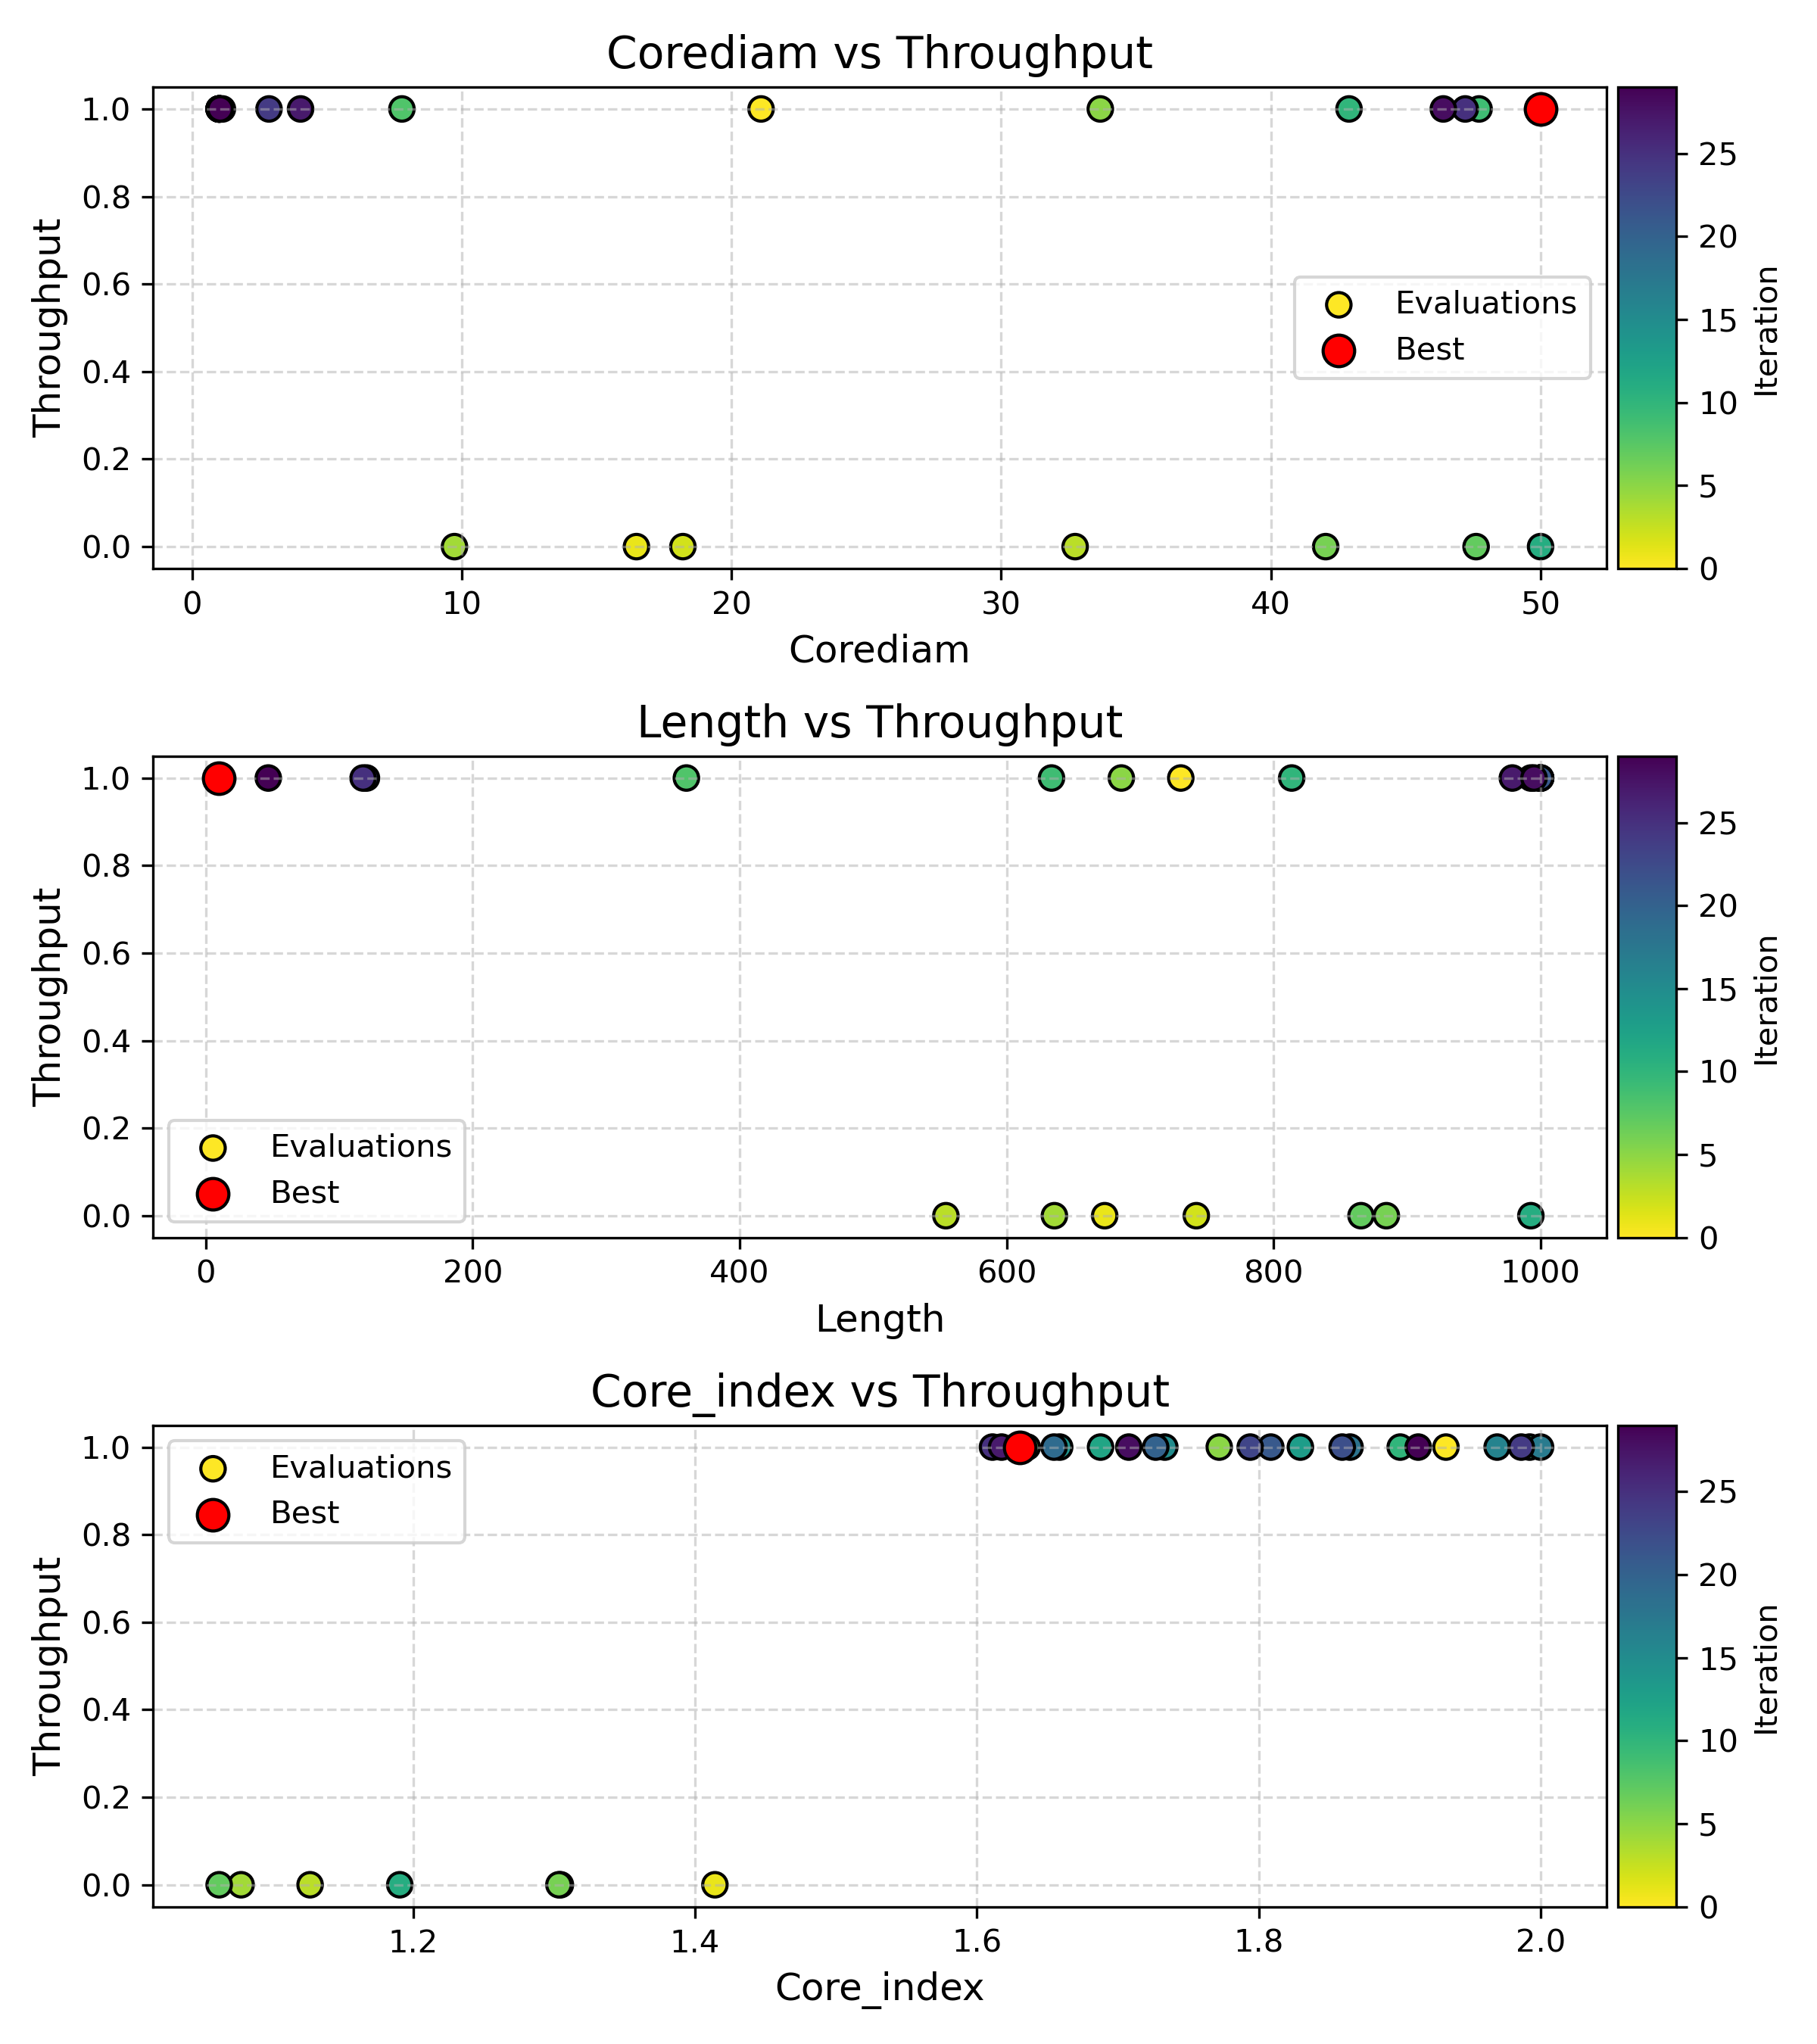 Corediam vs Throughput
1.0
0.8
0.6
0.4
0.2
0.0
Throughput
0
10
20
30
40
50
Corediam
Evaluations
Best
25
20
15
10
5
0
Iteration
Length vs Throughput
1.0
0.8
0.6
0.4
0.2
0.0
Throughput
0
200
400
600
800
1000
Length
Evaluations
Best
25
20
15
10
5
0
Iteration
Core_index vs Throughput
1.0
0.8
0.6
0.4
0.2
0.0
Throughput
1.2
1.4
1.6
1.8
2.0
Core_index
Evaluations
Best
25
20
15
10
5
0
Iteration